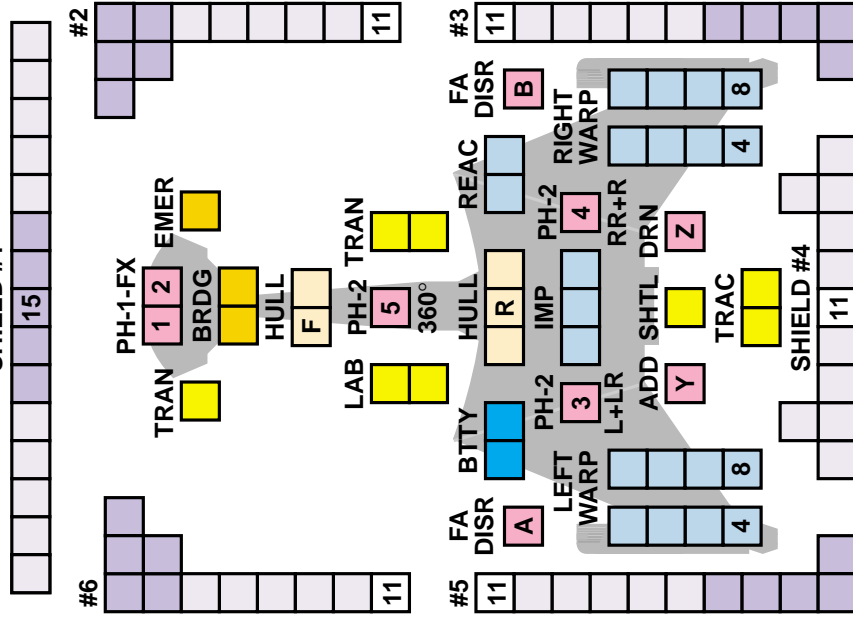 15
#6
#2
PH-1-FX
1 2
TRAN
EMER
BRDG
HULL
F
11
11
LAB
PH-2
5
360°
TRAN
#5
#3
11
11
FA
DISR
A
BTTY
HULL
R
REAC
FA
DISR
B
LEFT
WARP
4
8
PH-2
3
L+LR
IMP
PH-2
4
RR+R
RIGHT
WARP
4
8
ADD
Y
SHTL
DRN
Z
TRAC
SHIELD #4
11